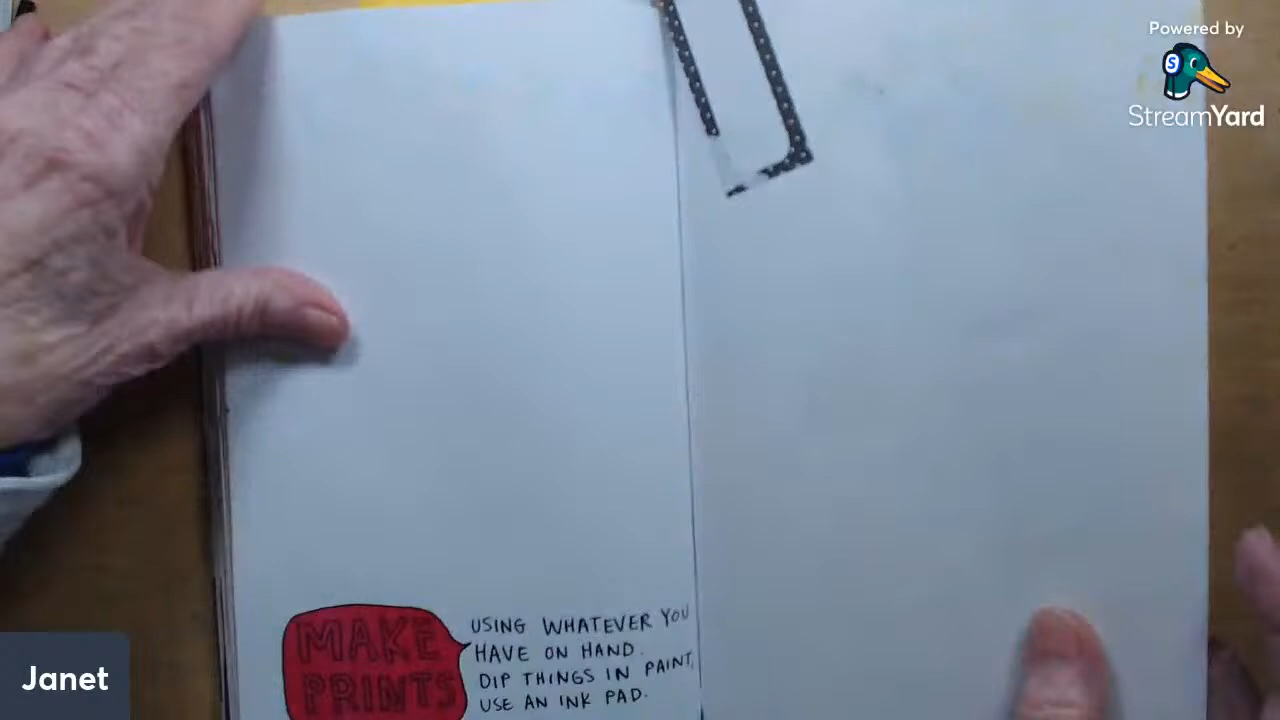 Powered by
StreamYard
MAKE
PRINTS
USING WHATEVER YOU
HAVE ON HAND.
DIP THINGS IN PAINT,
USE AN INK PAD.
Janet